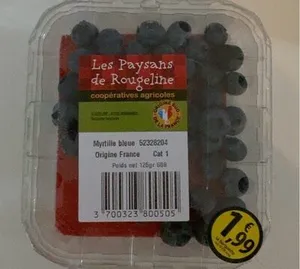 Les Paysans
de Rougeline
coopératives agricoles
Myrtille bleue 52328204
Origine France Cat 1
Poids net 125gr
3 700323 800505
1€,99